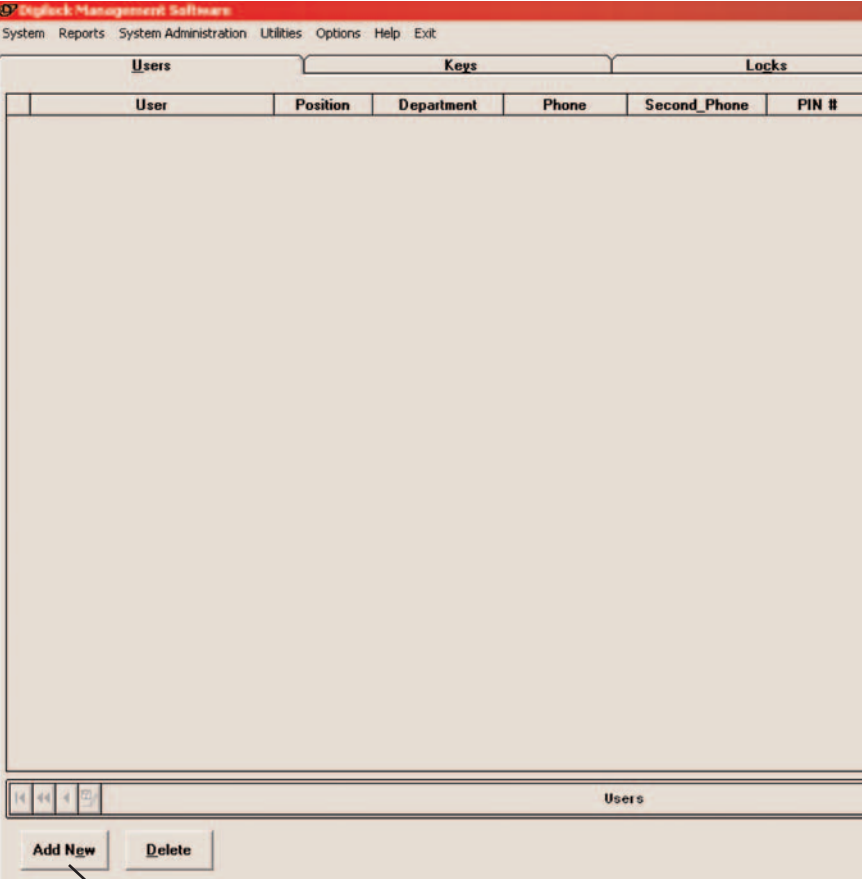 Digilock Management Software
System Reports System Administration Utilities Options Help Exit
Users Keys Locks
User Position Department Phone Second_Phone PIN #
Users
Add New Delete